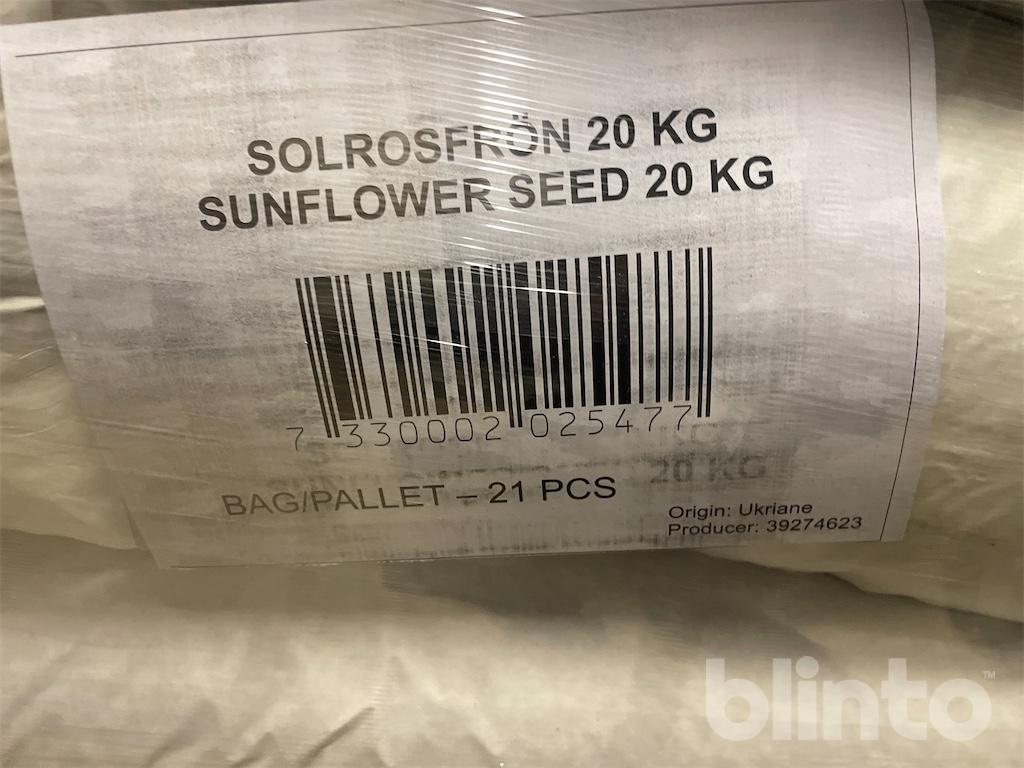 SOLROSFRÖN 20 KG
SUNFLOWER SEED 20 KG
7 330002 025477
BAG/PALLET – 21 PCS
20 KG
Origin: Ukriane
Producer: 39274623
blinto™